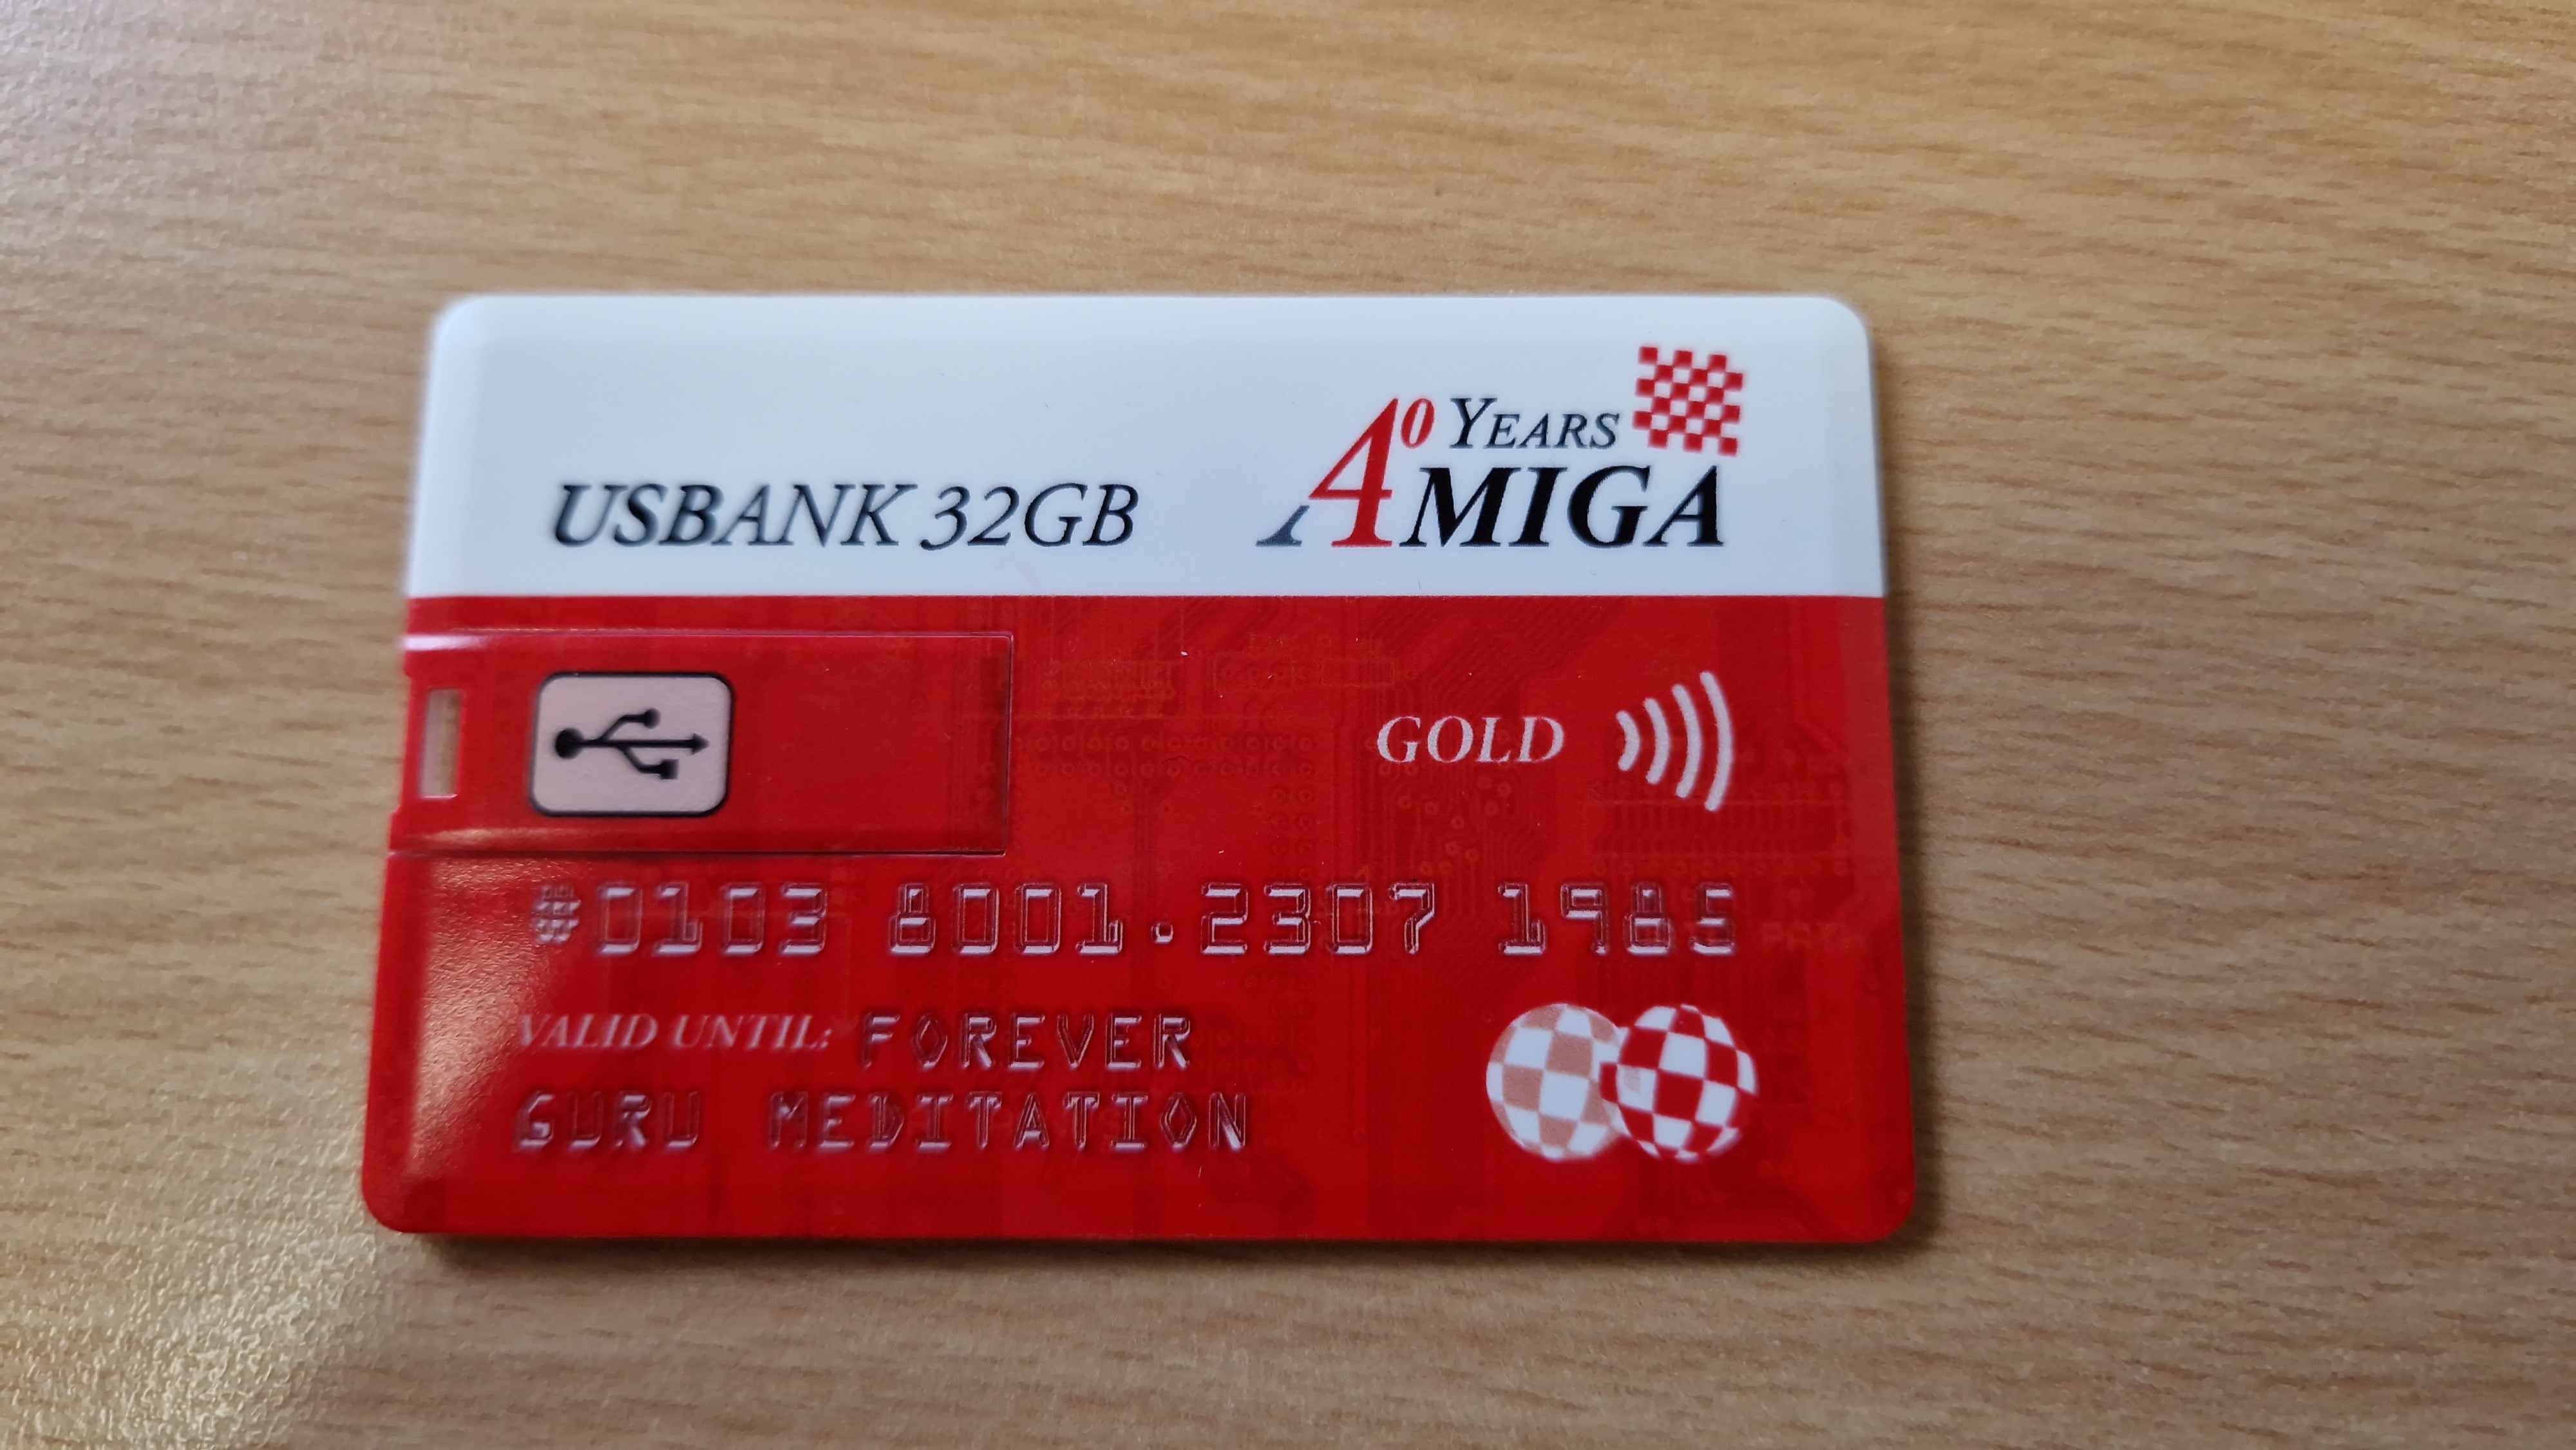 40 YEARS
USBANK 32GB
AMIGA
GOLD
#0103 8001.2307 1985
VALID UNTIL: FOREVER
GURU MEDITATION